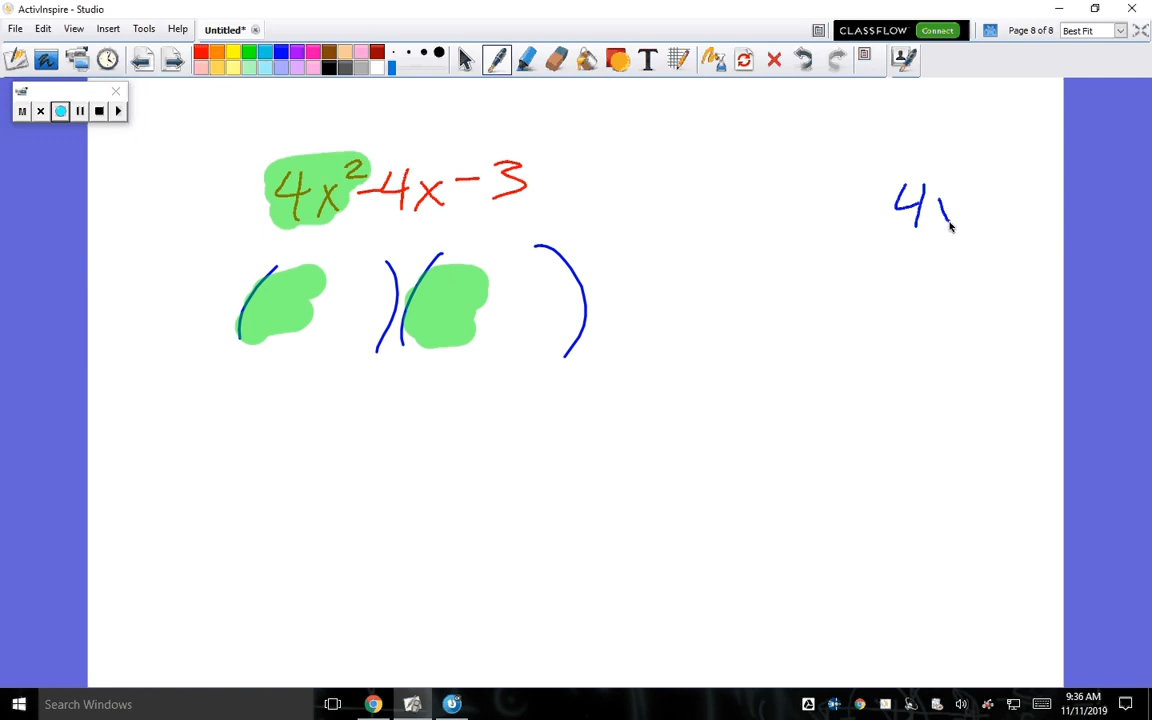 ActivInspire - Studio
File Edit View Insert Tools Help Untitled* CLASSFLOW Connect Page 8 of 8 Best Fit
T
M
4x² -4x - 3
4
( )( )
Search Windows
9:36 AM
11/11/2019